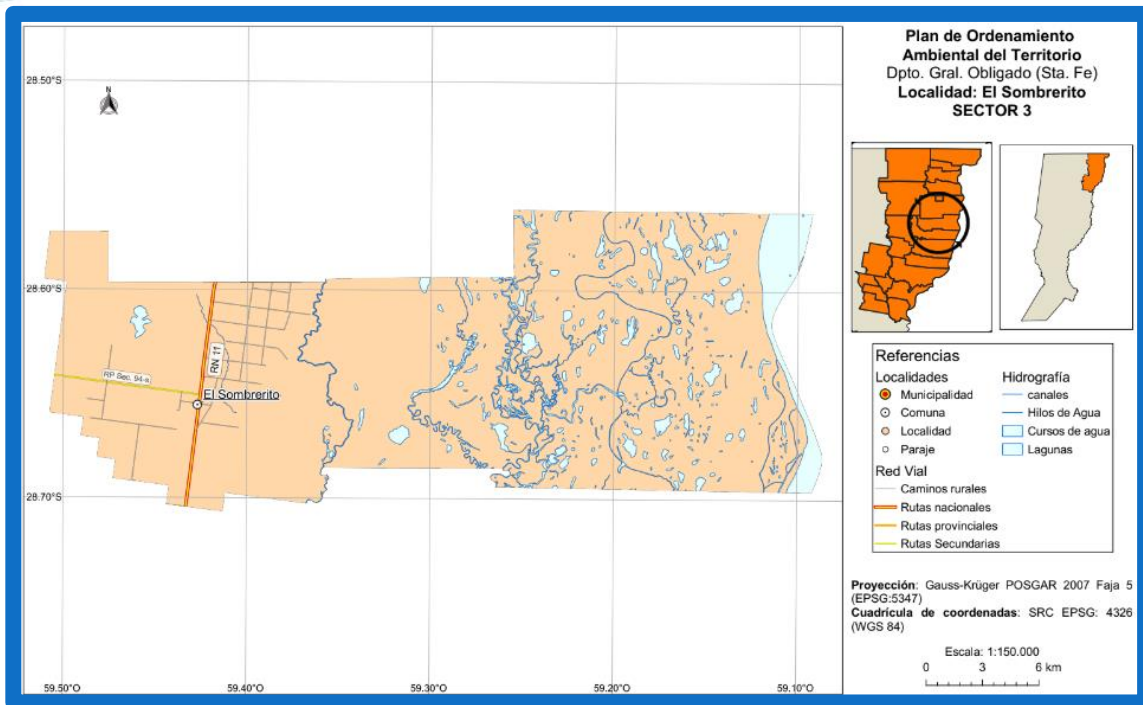 Plan de Ordenamiento
Ambiental del Territorio
Dpto. Gral. Obligado (Sta. Fe)
Localidad: El Sombrerito
SECTOR 3
28.50°S
28.60°S
28.70°S
59.50°O
59.40°O
59.30°O
59.20°O
59.10°O
N
RN 11
RP Sec. 94-s
El Sombrerito
Referencias
Localidades
Municipalidad
Comuna
Localidad
Paraje
Red Vial
Caminos rurales
Rutas nacionales
Rutas provinciales
Rutas Secundarias
Hidrografía
canales
Hilos de Agua
Cursos de agua
Lagunas
Proyección: Gauss-Krüger POSGAR 2007 Faja 5
(EPSG:5347)
Cuadrícula de coordenadas: SRC EPSG: 4326
(WGS 84)
Escala: 1:150.000
0 3 6 km